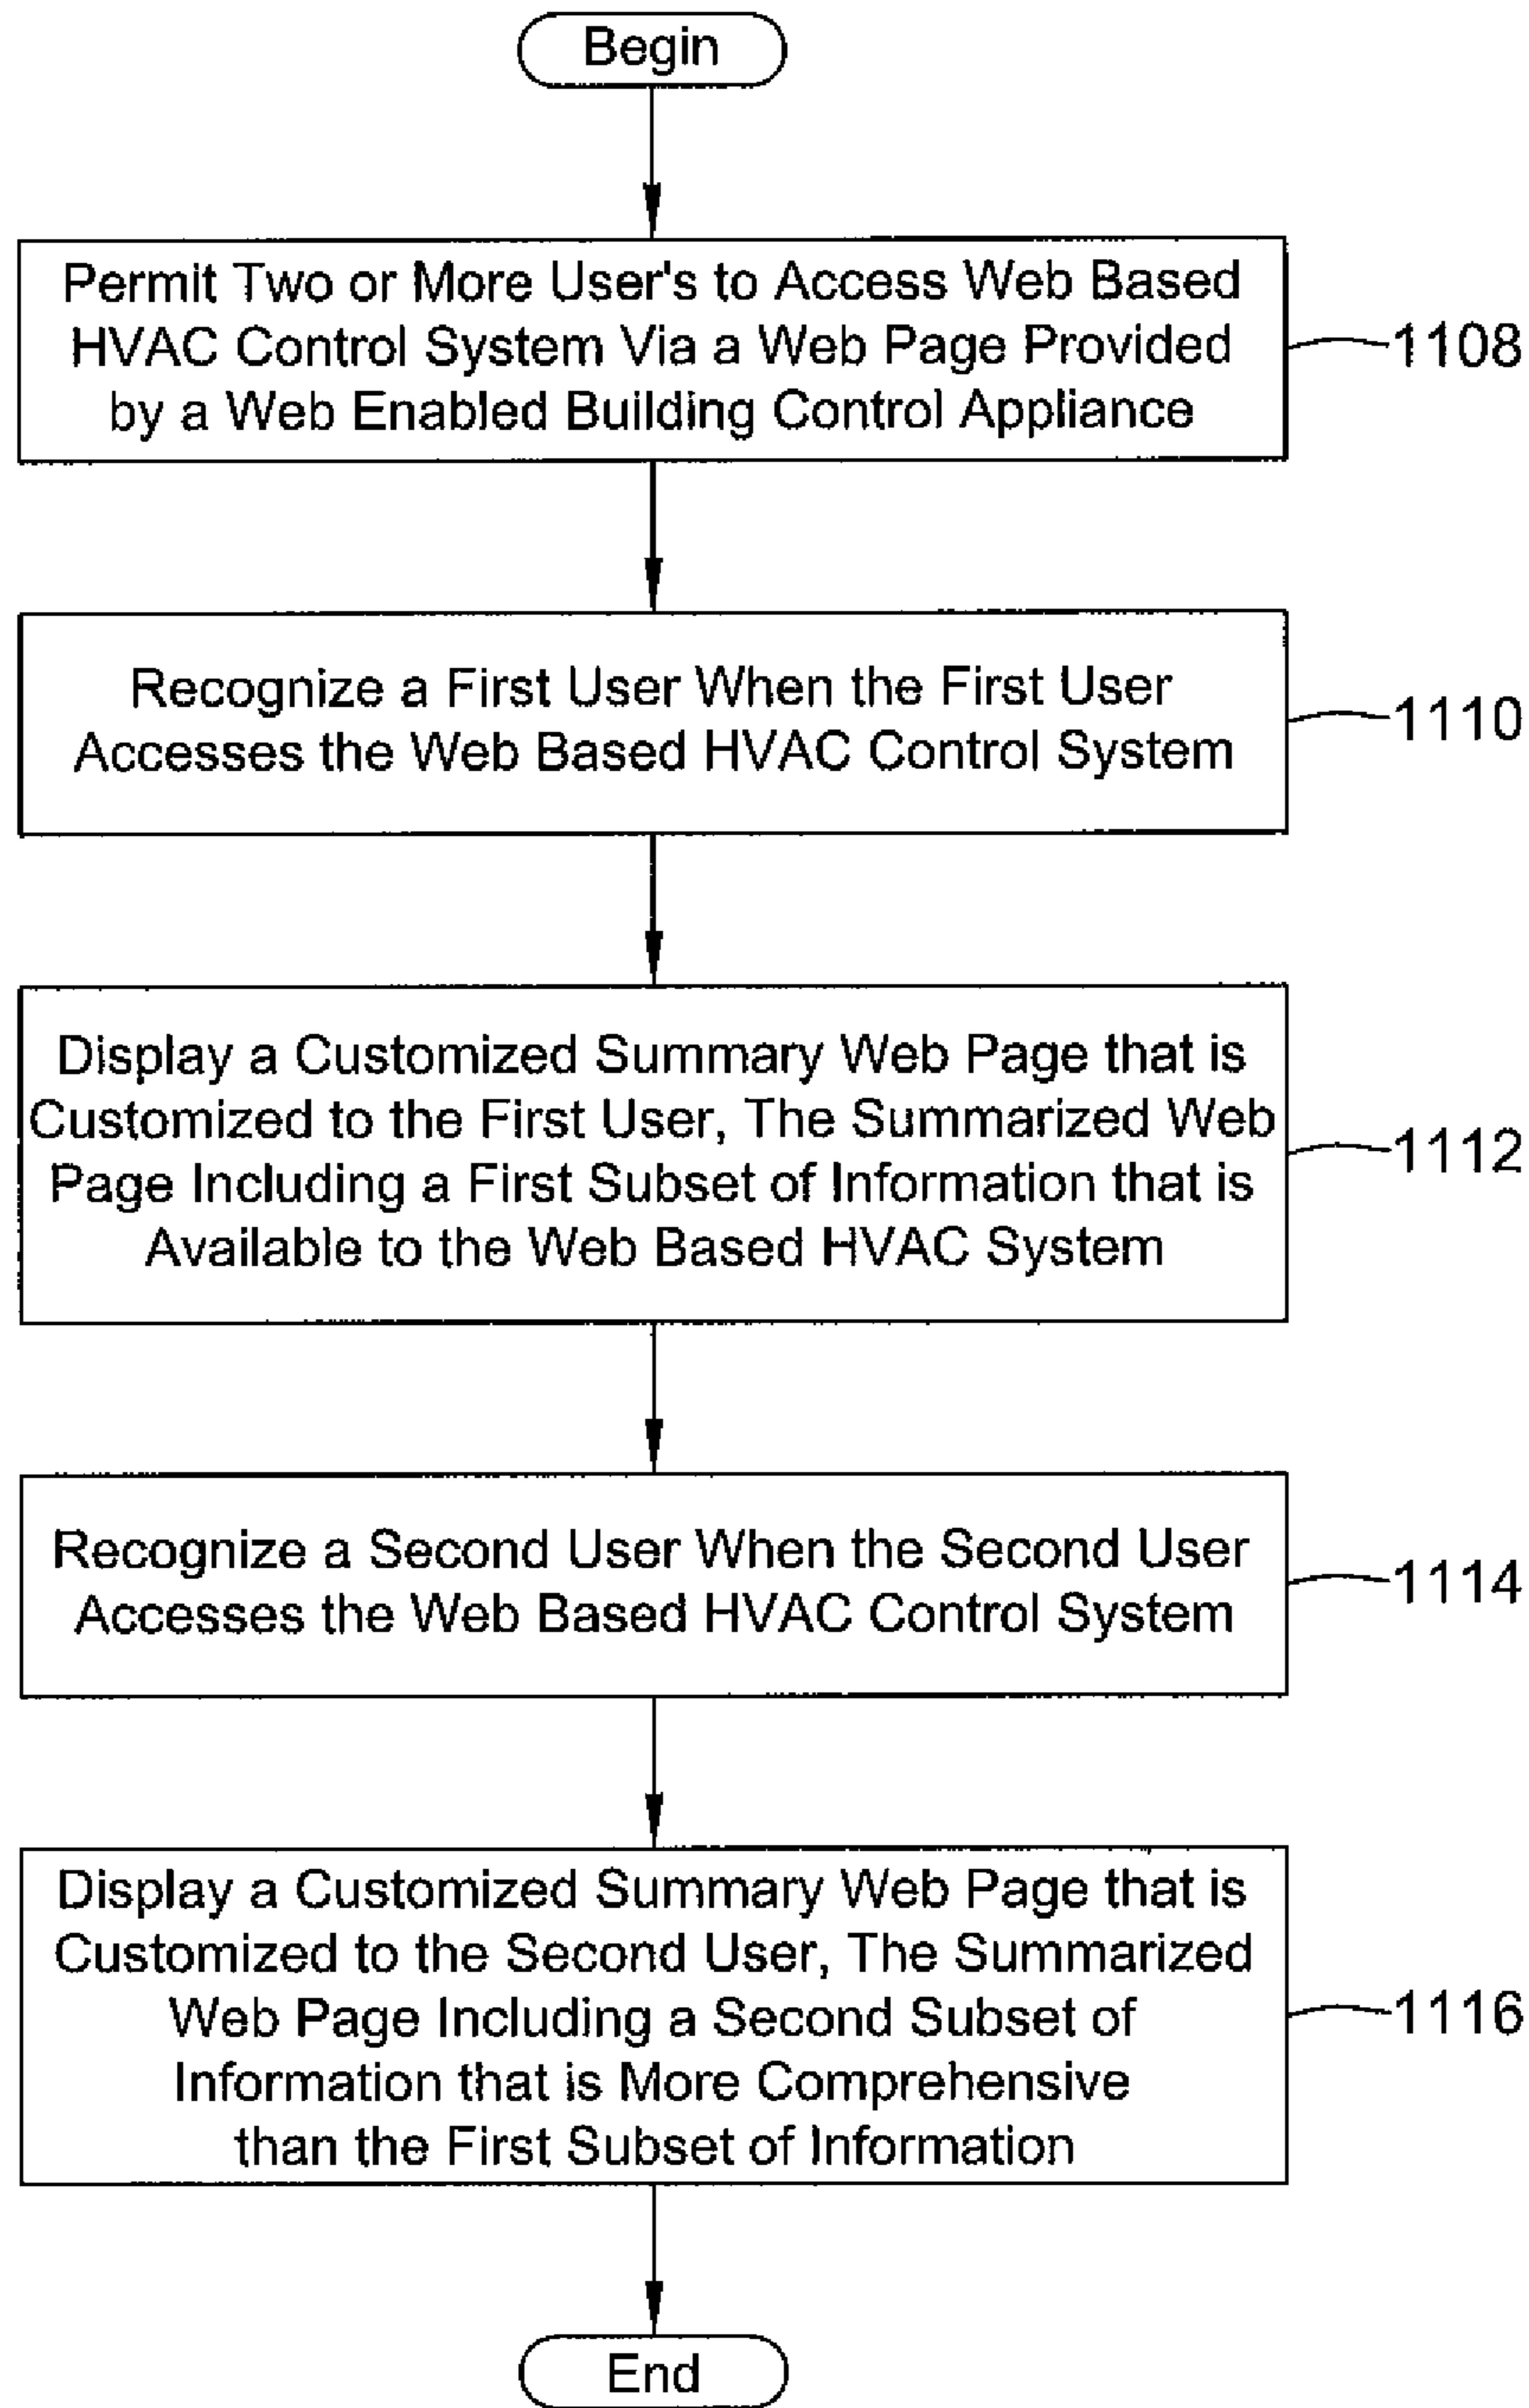 Begin
Permit Two or More User's to Access Web Based
HVAC Control System Via a Web Page Provided
by a Web Enabled Building Control Appliance
1108
Recognize a First User When the First User
Accesses the Web Based HVAC Control System
1110
Display a Customized Summary Web Page that is
Customized to the First User, The Summarized Web
Page Including a First Subset of Information that is
Available to the Web Based HVAC System
1112
Recognize a Second User When the Second User
Accesses the Web Based HVAC Control System
1114
Display a Customized Summary Web Page that is
Customized to the Second User, The Summarized
Web Page Including a Second Subset of
Information that is More Comprehensive
than the First Subset of Information
1116
End